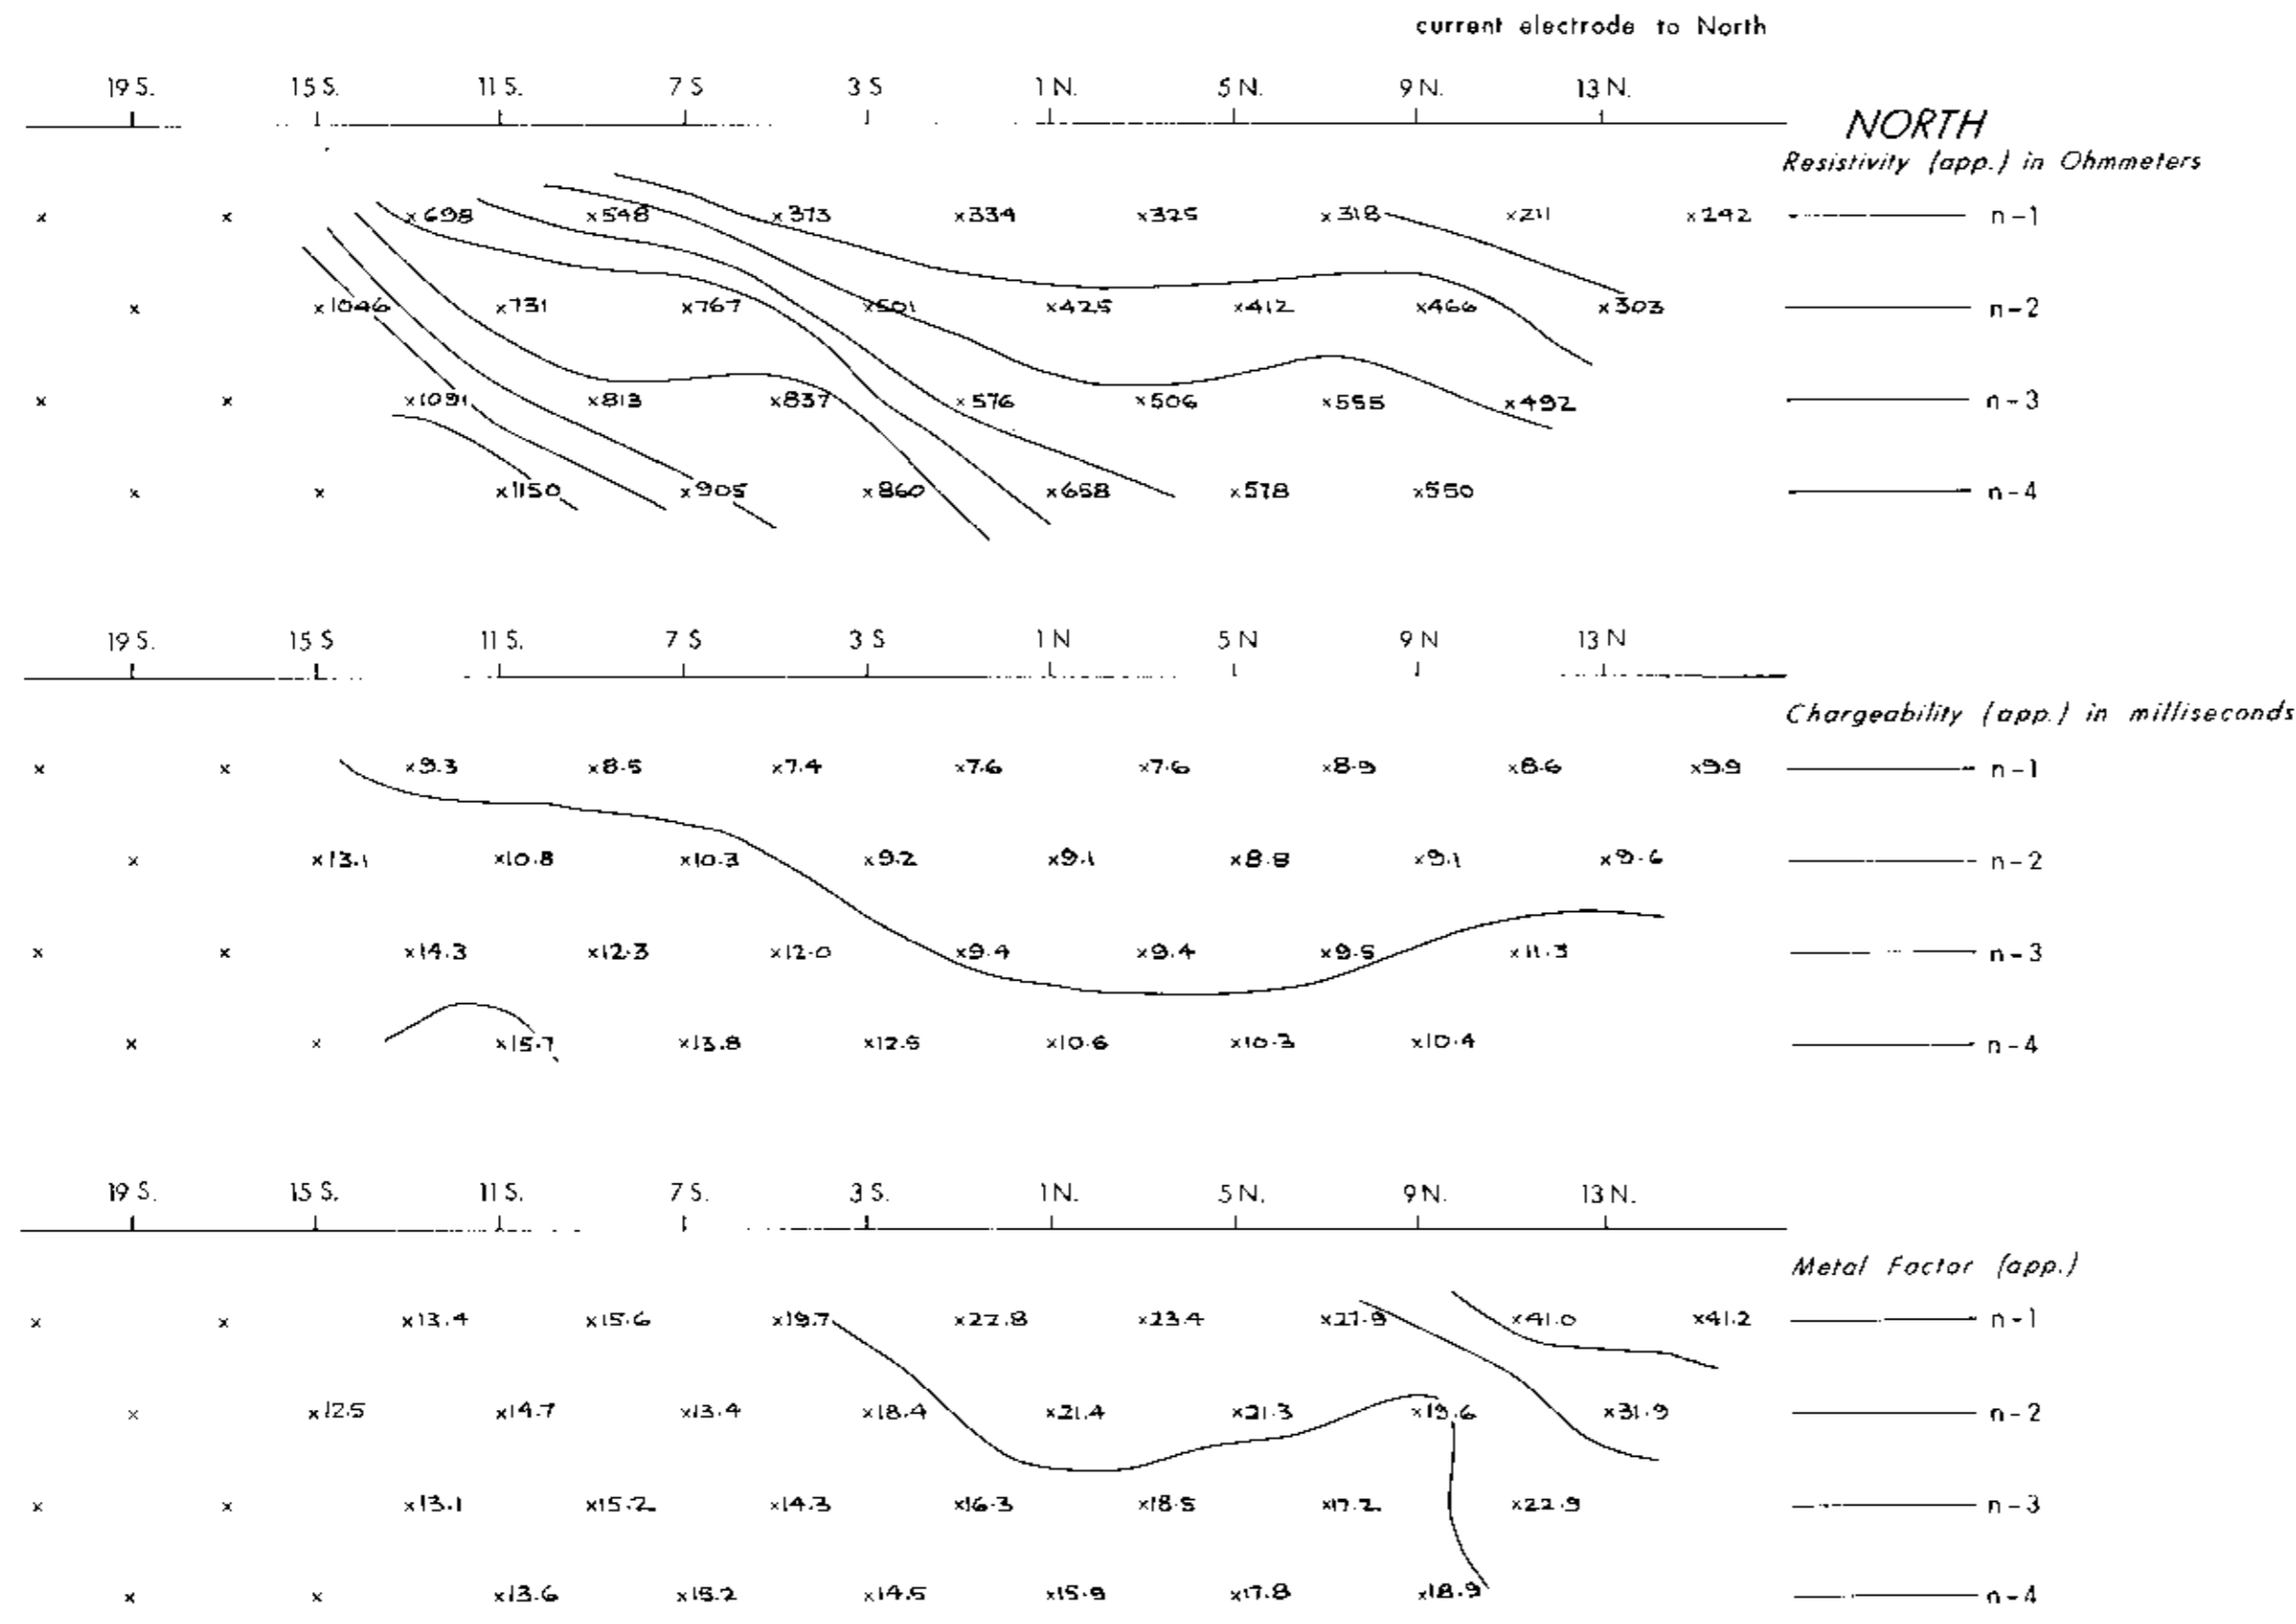 current electrode to North
19 S. 15 S. 11 S. 7 S 3 S 1 N. 5 N. 9 N. 13 N.
NORTH
Resistivity (app.) in Ohmmeters
x x x698 x548 x373 x334 x325 x318 x211 x242 n-1
x x1046 x731 x767 x501 x425 x412 x466 x303 n-2
x x x1091 x813 x837 x576 x506 x555 x492 n-3
x x x1150 x905 x860 x658 x578 x550 n-4
19 S. 15 S 11 S. 7 S 3 S 1 N 5 N 9 N 13 N
Chargeability (app.) in milliseconds
x x x9.3 x8.5 x7.4 x7.6 x7.6 x8.9 x8.6 x9.9 n-1
x x13.1 x10.8 x10.3 x9.2 x9.1 x8.8 x9.1 x9.6 n-2
x x x14.3 x12.3 x12.0 x9.4 x9.4 x9.5 x11.3 n-3
x x x15.7 x13.8 x12.5 x10.6 x10.3 x10.4 n-4
19 S. 15 S. 11 S. 7 S. 3 S. 1 N. 5 N. 9 N. 13 N.
Metal Factor (app.)
x x x13.4 x15.6 x19.7 x22.8 x23.4 x27.9 x41.0 x41.2 n-1
x x12.5 x14.7 x13.4 x18.4 x21.4 x21.3 x19.6 x31.9 n-2
x x x13.1 x15.2 x14.3 x16.3 x18.5 x17.2 x22.9 n-3
x x x13.6 x15.2 x14.5 x15.9 x17.8 x18.9 n-4